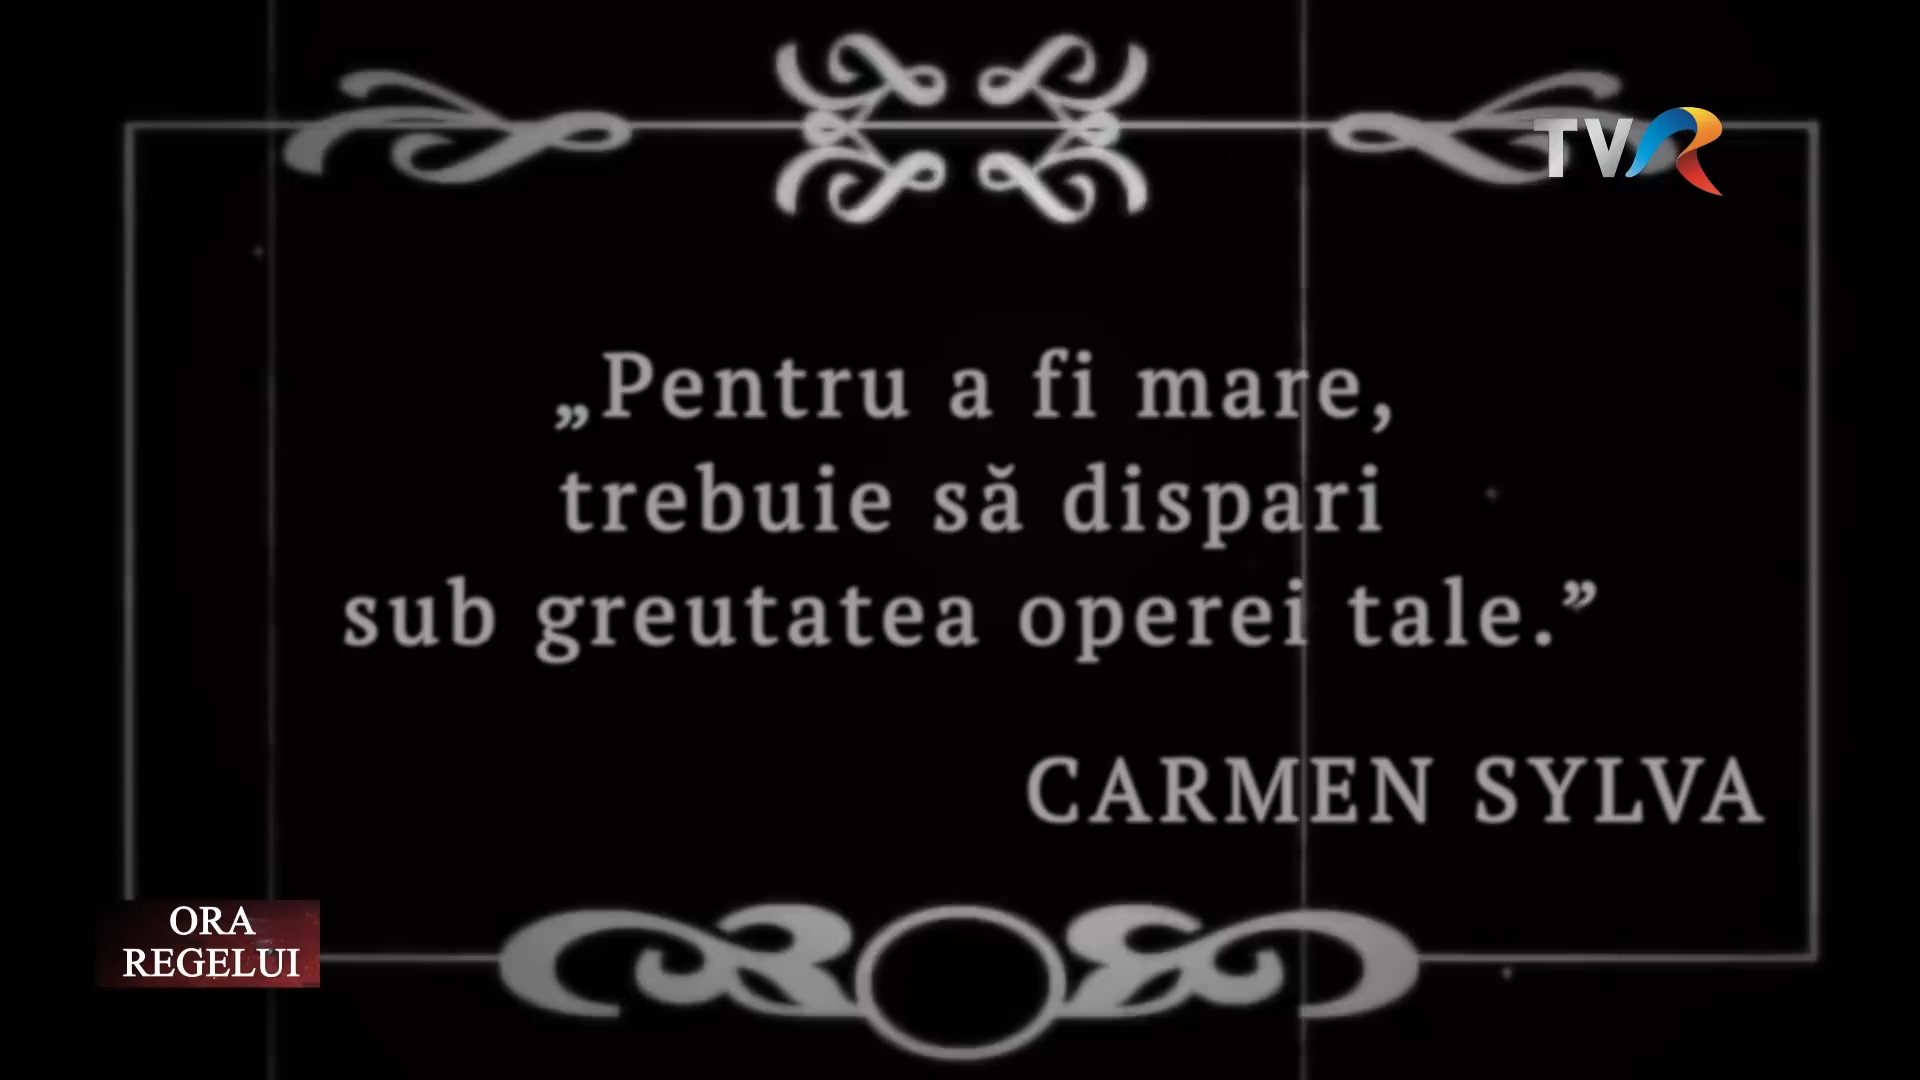 TVR
„Pentru a fi mare,
trebuie să dispari
sub greutatea operei tale.”
CARMEN SYLVA
ORA
REGELUI